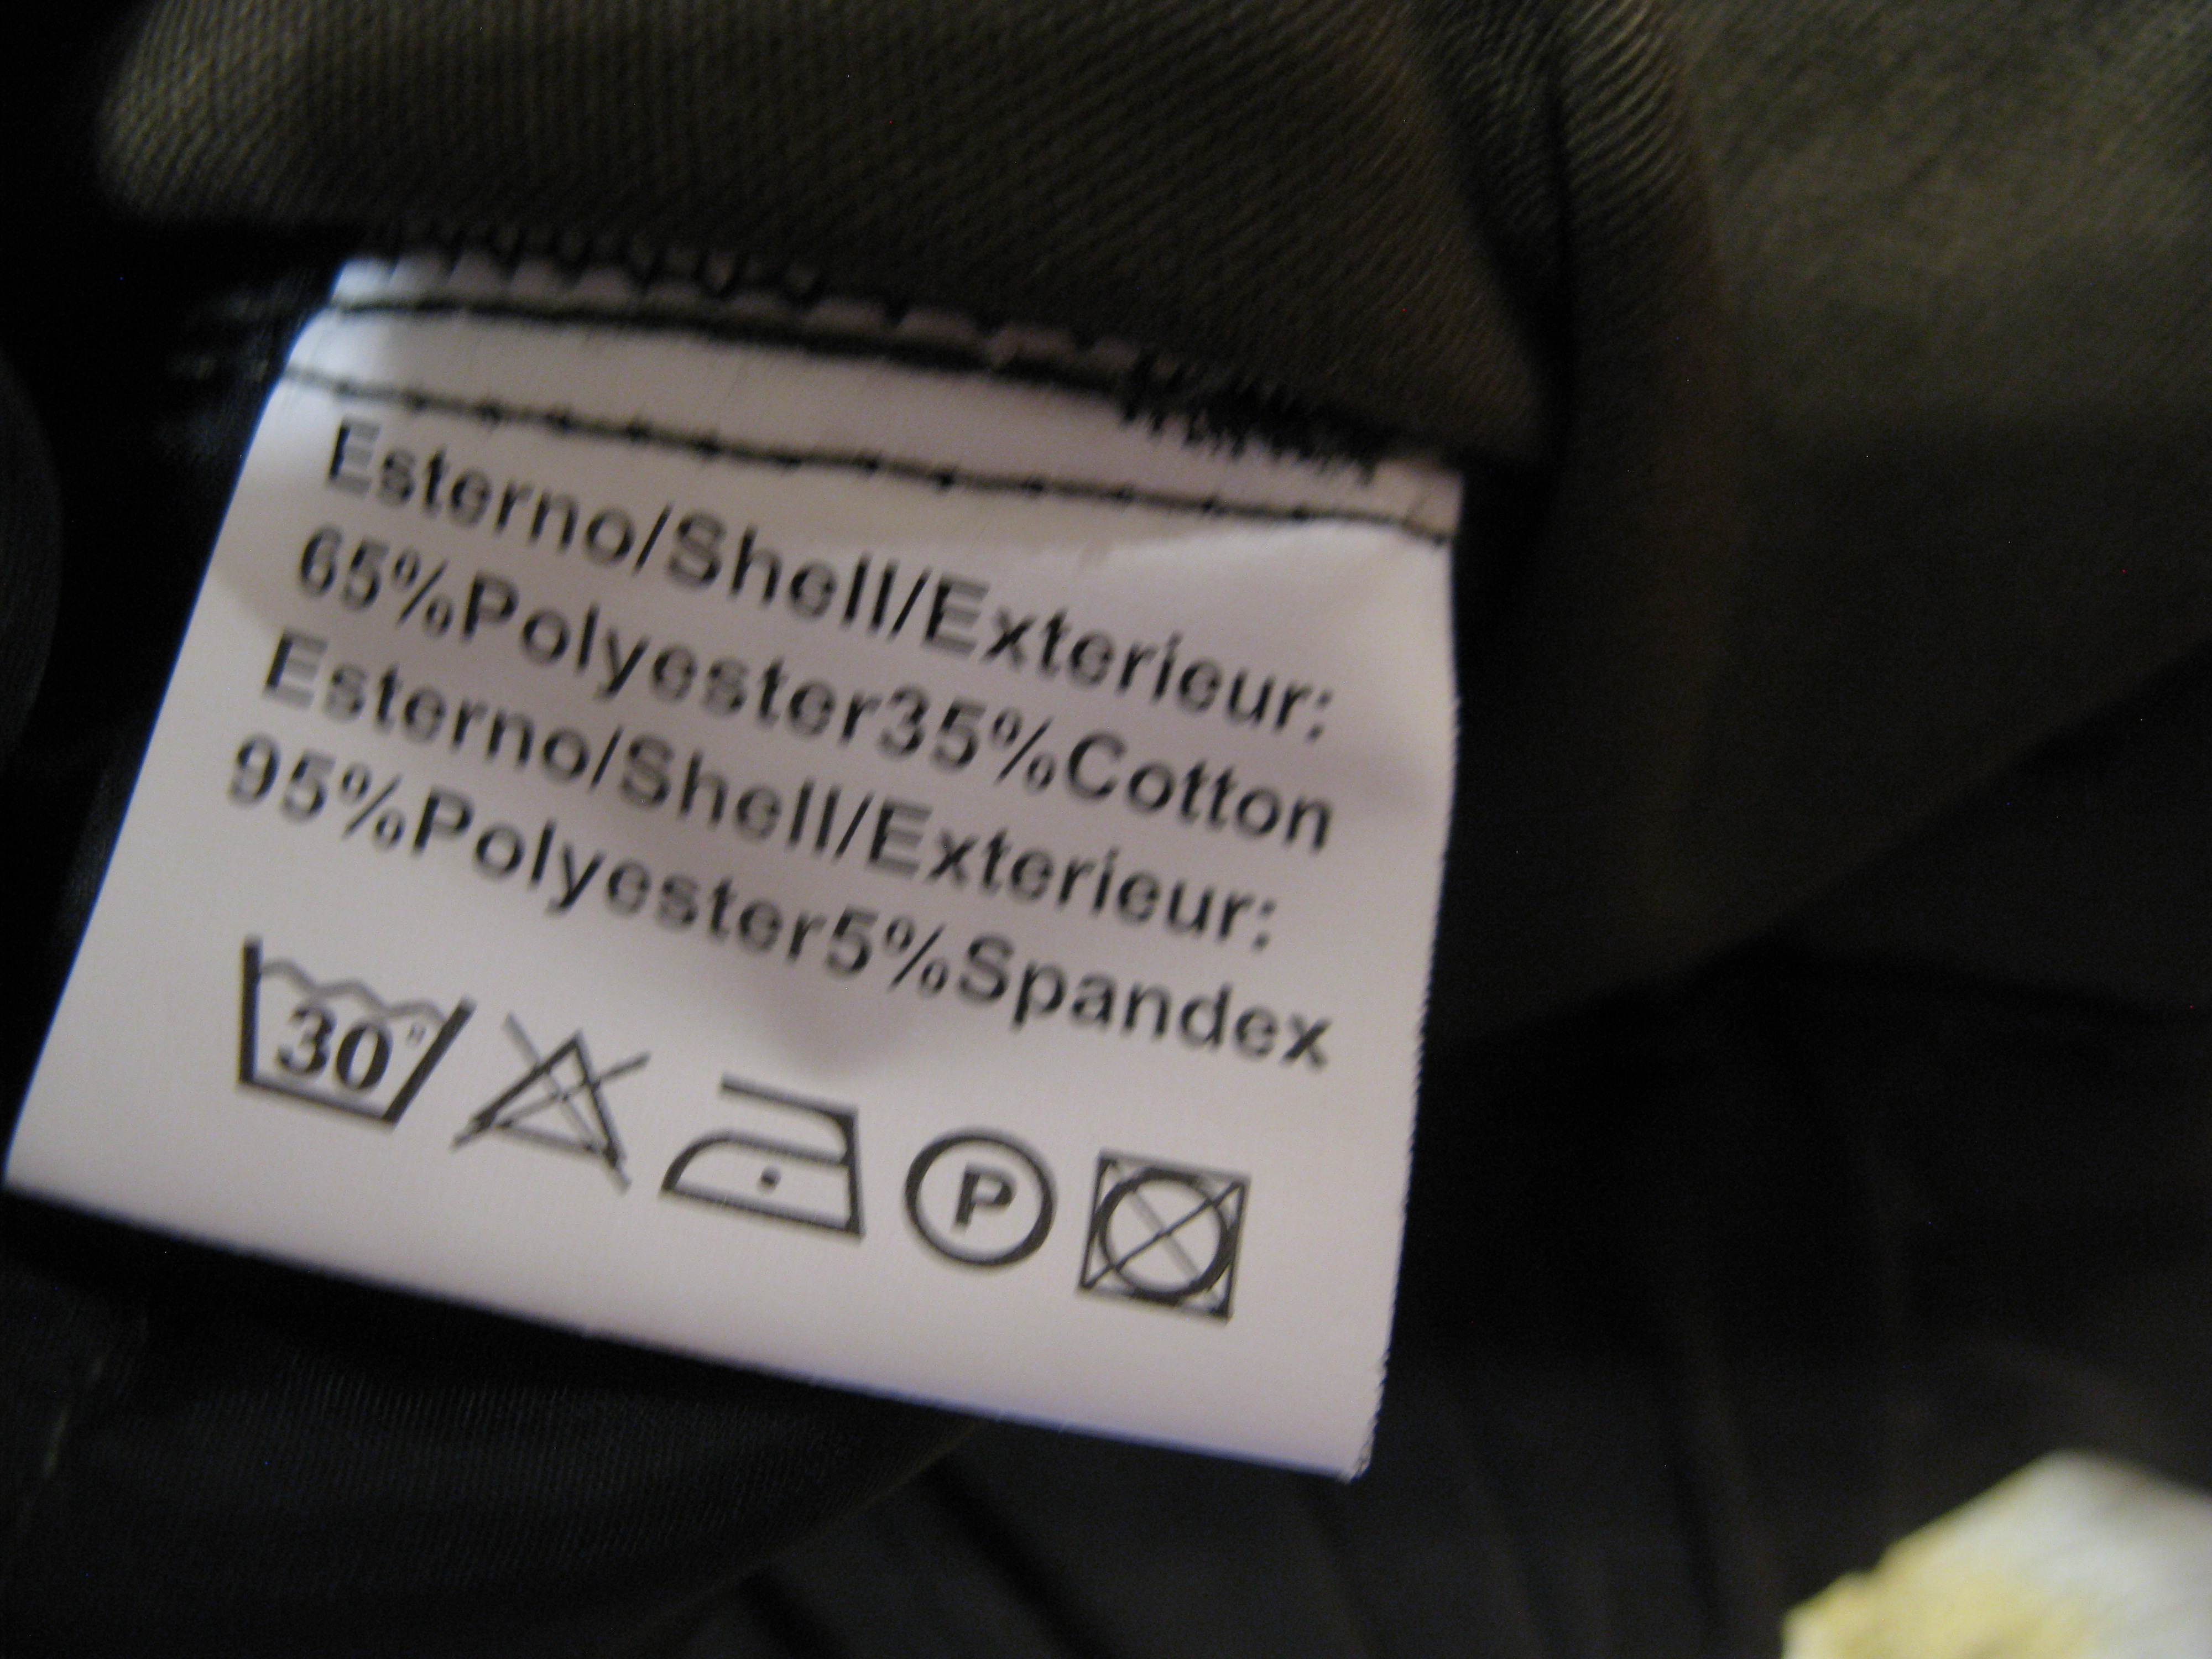 Esterno/Shell/Exterieur:
65%Polyester35%Cotton
Esterno/Shell/Exterieur:
95%Polyester5%Spandex
30°
P